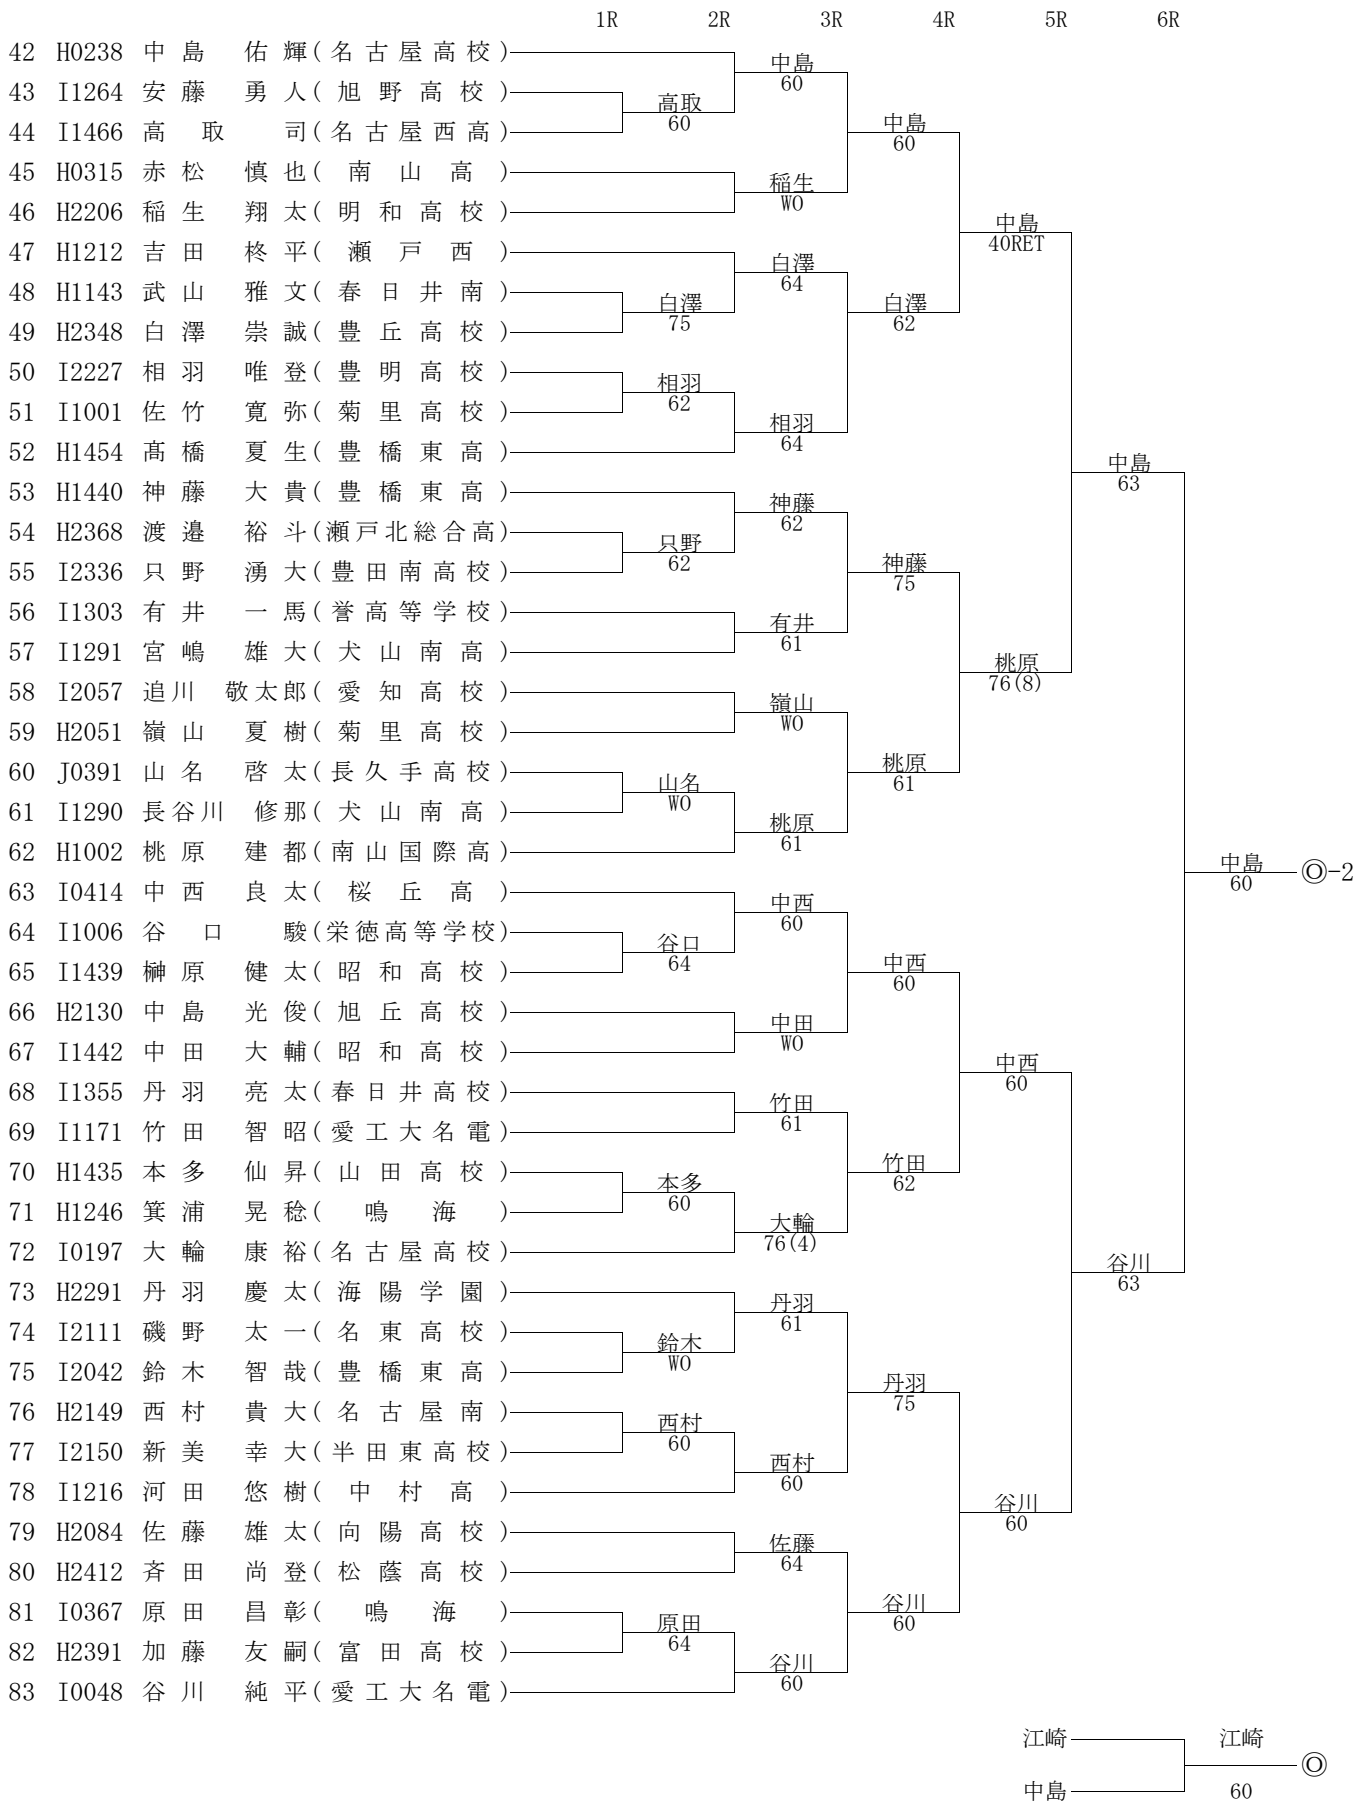 1R 2R 3R 4R 5R 6R
42 H0238 中島 佑輝(名古屋高校)
中島
60
43 I1264 安藤 勇人(旭野高校)
高取
60
44 I1466 高取 司(名古屋西高)
中島
60
45 H0315 赤松 慎也(南山高)
稲生
WO
46 H2206 稲生 翔太(明和高校)
中島
40RET
47 H1212 吉田 柊平(瀬戸西)
白澤
64
48 H1143 武山 雅文(春日井南)
白澤
75
白澤
62
49 H2348 白澤 崇誠(豊丘高校)
50 I2227 相羽 唯登(豊明高校)
相羽
62
51 I1001 佐竹 寛弥(菊里高校)
相羽
64
52 H1454 髙橋 夏生(豊橋東高)
中島
63
53 H1440 神藤 大貴(豊橋東高)
神藤
62
54 H2368 渡邉 裕斗(瀬戸北総合高)
只野
62
55 I2336 只野 湧大(豊田南高校)
神藤
75
56 I1303 有井 一馬(誉高等学校)
有井
61
57 I1291 宮嶋 雄大(犬山南高)
桃原
76(8)
58 I2057 追川 敬太郎(愛知高校)
嶺山
WO
59 H2051 嶺山 夏樹(菊里高校)
60 J0391 山名 啓太(長久手高校)
山名
WO
桃原
61
61 I1290 長谷川 修那(犬山南高)
桃原
61
62 H1002 桃原 建都(南山国際高)
中島
60
◎-2
63 I0414 中西 良太(桜丘高)
中西
60
64 I1006 谷口 駿(栄徳高等学校)
谷口
64
65 I1439 榊原 健太(昭和高校)
中西
60
66 H2130 中島 光俊(旭丘高校)
中田
WO
67 I1442 中田 大輔(昭和高校)
中西
60
68 I1355 丹羽 亮太(春日井高校)
竹田
61
69 I1171 竹田 智昭(愛工大名電)
竹田
62
70 H1435 本多 仙昇(山田高校)
本多
60
71 H1246 箕浦 晃稔(鳴海)
大輪
76(4)
72 I0197 大輪 康裕(名古屋高校)
谷川
63
73 H2291 丹羽 慶太(海陽学園)
丹羽
61
74 I2111 磯野 太一(名東高校)
鈴木
WO
75 I2042 鈴木 智哉(豊橋東高)
丹羽
75
76 H2149 西村 貴大(名古屋南)
西村
60
77 I2150 新美 幸大(半田東高校)
西村
60
78 I1216 河田 悠樹(中村高)
谷川
60
79 H2084 佐藤 雄太(向陽高校)
佐藤
64
80 H2412 斉田 尚登(松蔭高校)
81 I0367 原田 昌彰(鳴海)
原田
64
谷川
60
82 H2391 加藤 友嗣(富田高校)
谷川
60
83 I0048 谷川 純平(愛工大名電)
江崎 江崎
◎
中島 60